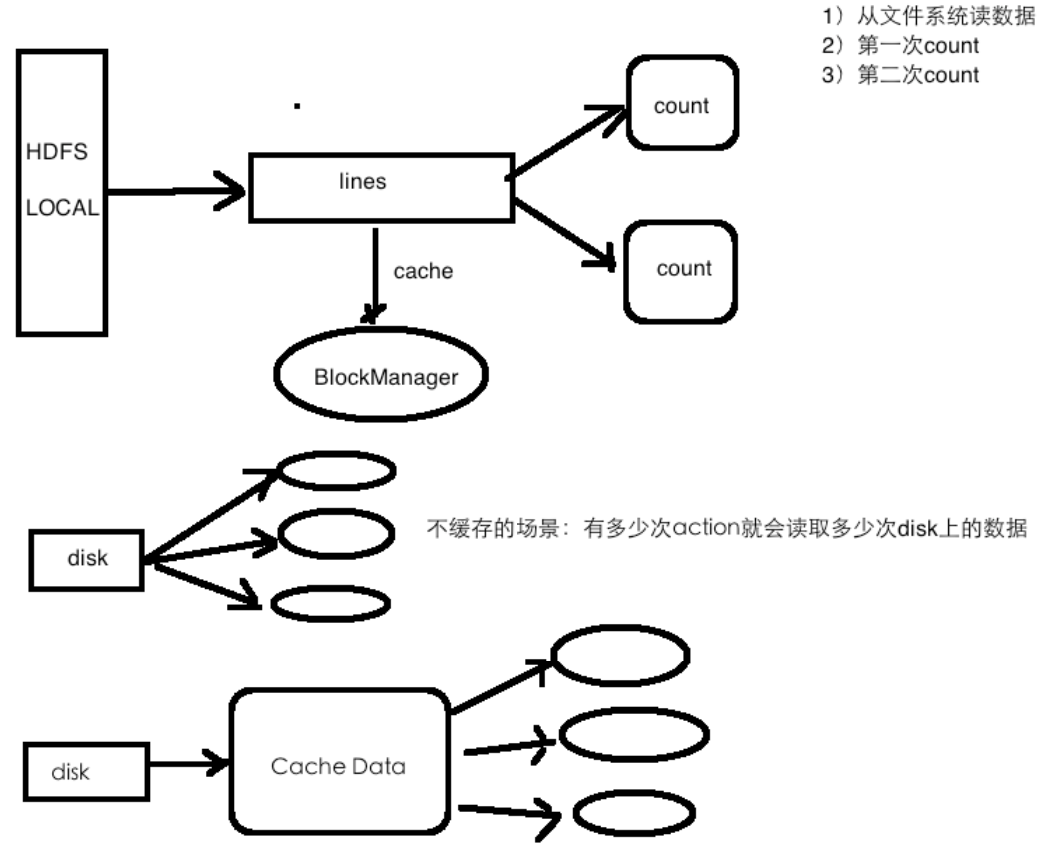 1）从文件系统读数据
2）第一次count
3）第二次count
HDFS
LOCAL
lines
count
cache
count
BlockManager
disk
不缓存的场景：有多少次action就会读取多少次disk上的数据
disk
Cache Data